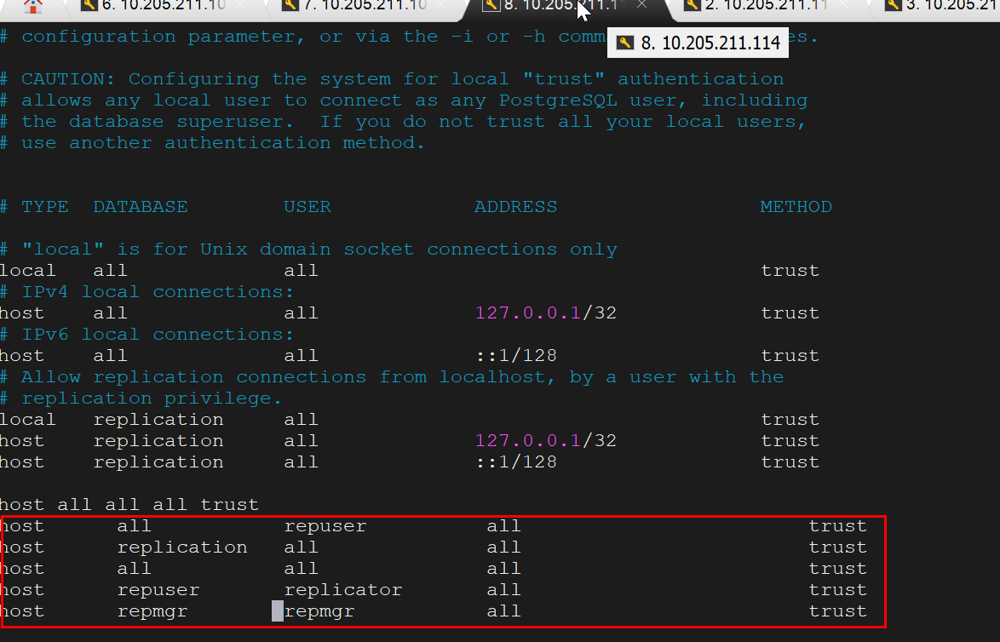 6. 10.205.211.10 7. 10.205.211.10 8. 10.205.211.11 2. 10.205.211.11 3. 10.205.21
# configuration parameter, or via the -i or -h comm es.
8. 10.205.211.114
# CAUTION: Configuring the system for local "trust" authentication
# allows any local user to connect as any PostgreSQL user, including
# the database superuser.  If you do not trust all your local users,
# use another authentication method.
# TYPE  DATABASE        USER            ADDRESS                 METHOD
# "local" is for Unix domain socket connections only
local   all             all                                     trust
# IPv4 local connections:
host    all             all             127.0.0.1/32            trust
# IPv6 local connections:
host    all             all             ::1/128                 trust
# Allow replication connections from localhost, by a user with the
# replication privilege.
local   replication     all                                     trust
host    replication     all             127.0.0.1/32            trust
host    replication     all             ::1/128                 trust
host all all all trust
host      all           repuser          all                        trust
host      replication   all              all                        trust
host      all           all              all                        trust
host      repuser       replicator       all                        trust
host      repmgr        repmgr           all                        trust